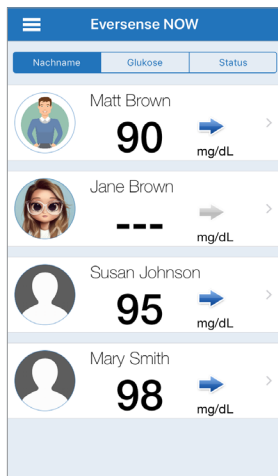 Eversense NOW
Nachname Glukose Status
Matt Brown
90
mg/dL
Jane Brown
---
mg/dL
Susan Johnson
95
mg/dL
Mary Smith
98
mg/dL